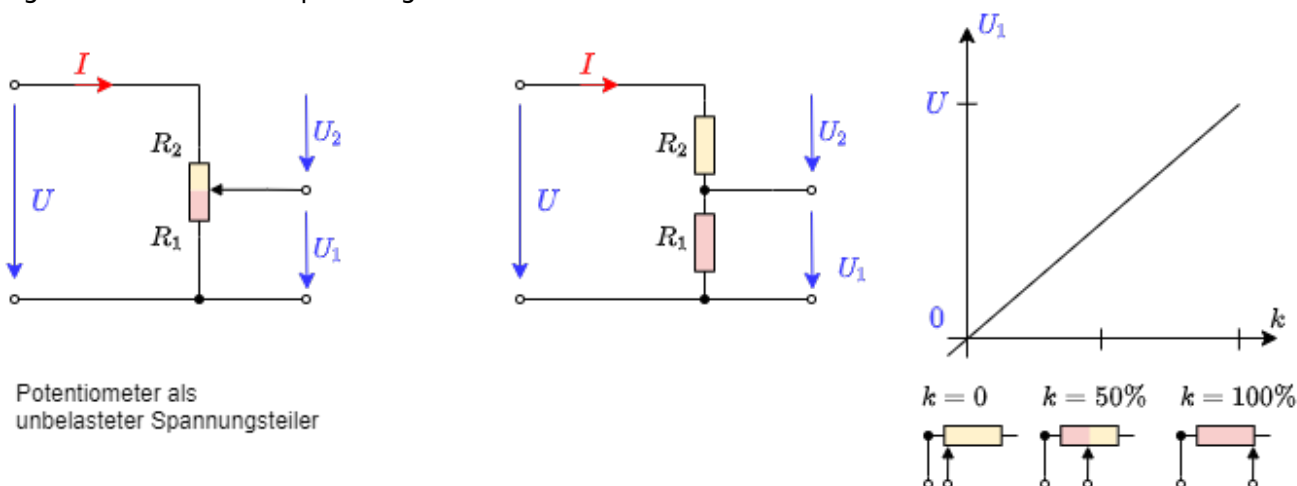 I
R₂
U₂
U
R₁
U₁
I
R₂
U₂
U
R₁
U₁
U₁
U
0
k
Potentiometer als
unbelasteter Spannungsteiler
k = 0
k = 50%
k = 100%